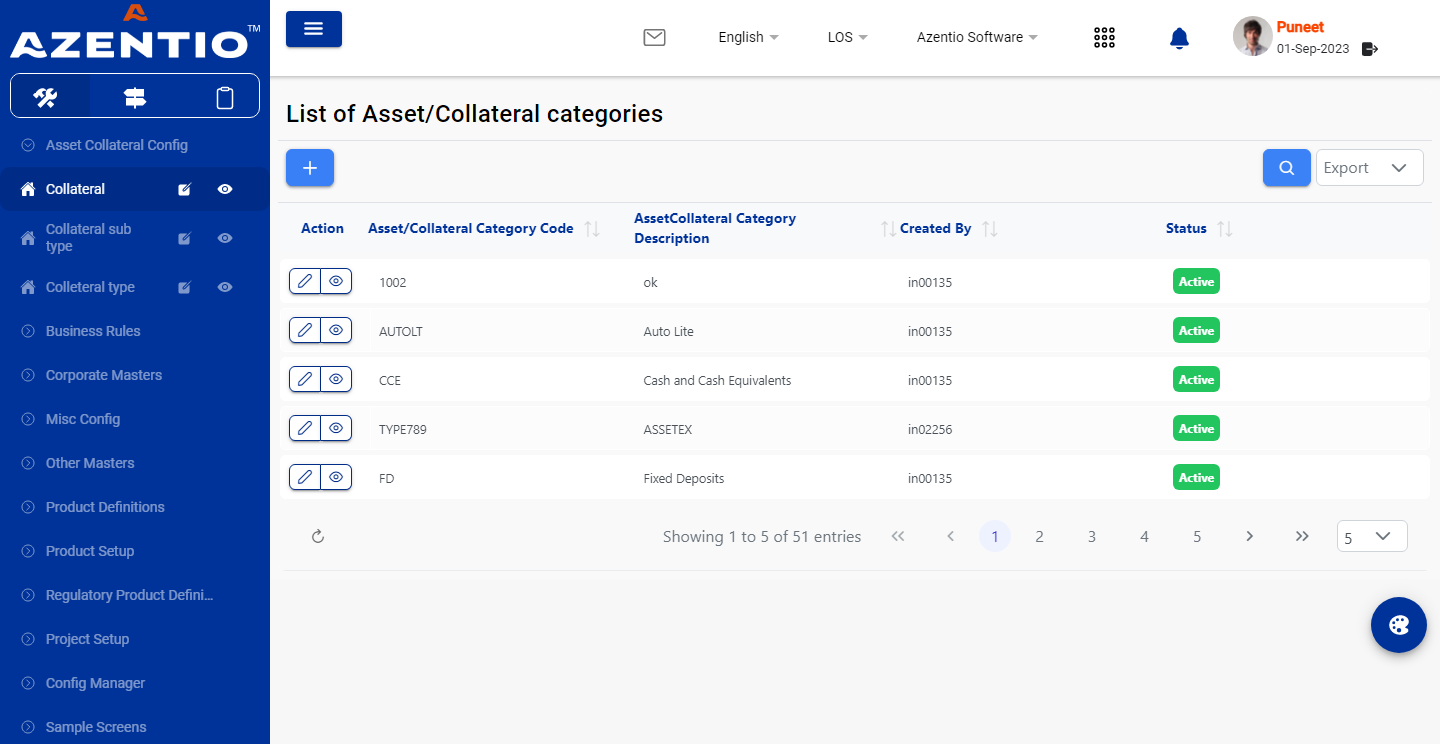 AZENTIO™
English
LOS
Azentio Software
Puneet
01-Sep-2023
Asset Collateral Config
Collateral
Collateral sub
type
Colleteral type
Business Rules
Corporate Masters
Misc Config
Other Masters
Product Definitions
Product Setup
Regulatory Product Defini...
Project Setup
Config Manager
Sample Screens
List of Asset/Collateral categories
Export
Action
Asset/Collateral Category Code
AssetCollateral Category
Description
Created By
Status
1002 ok in00135 Active
AUTOLT Auto Lite in00135 Active
CCE Cash and Cash Equivalents in00135 Active
TYPE789 ASSETEX in02256 Active
FD Fixed Deposits in00135 Active
Showing 1 to 5 of 51 entries 1 2 3 4 5 5